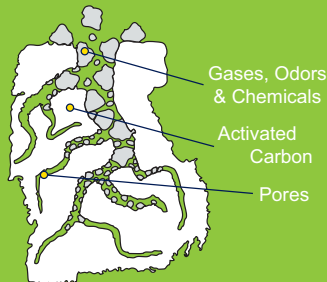 Gases, Odors
& Chemicals
Activated
Carbon
Pores